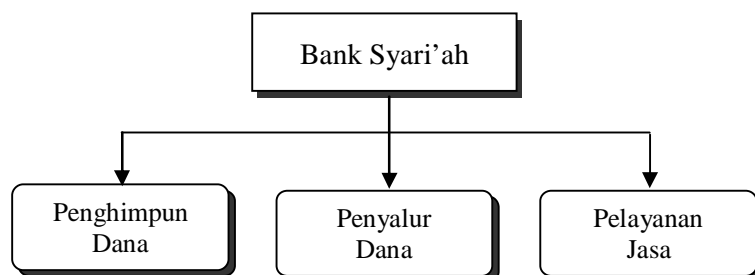 Bank Syari’ah
Penghimpun
Dana
Penyalur
Dana
Pelayanan
Jasa